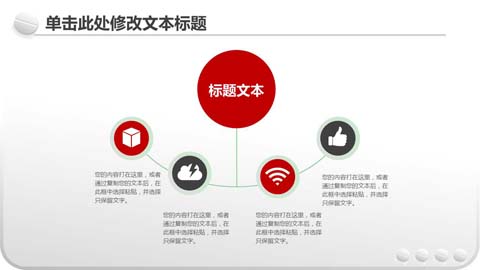 单击此处修改文本标题
标题文本
您的内容打在这里，或者
通过复制您的文本后，在
此框中选择粘贴，并选择
只保留文字。
您的内容打在这里，或者
通过复制您的文本后，在
此框中选择粘贴，并选择
只保留文字。
您的内容打在这里，或者
通过复制您的文本后，在
此框中选择粘贴，并选择
只保留文字。
您的内容打在这里，或者
通过复制您的文本后，在
此框中选择粘贴，并选择
只保留文字。